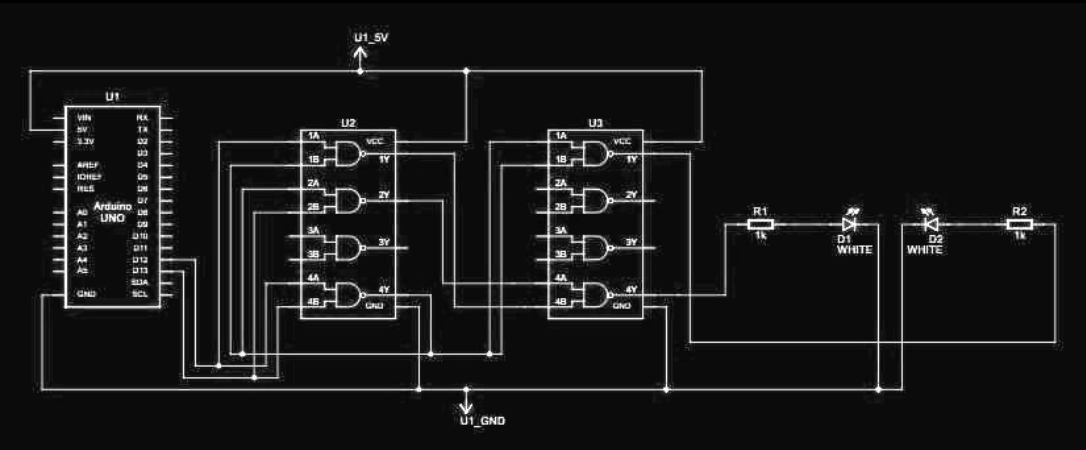 U1_5V
U1
VIN
5V
3.3V
AREF
IOREF
RES
A0
A1
A2
A3
A4
A5
GND
Arduino
UNO
RX
TX
D2
D3
D4
D5
D6
D7
D8
D9
D10
D11
D12
D13
SDA
SCL
U2
1A
1B
2A
2B
3A
3B
4A
4B
VCC
1Y
2Y
3Y
4Y
GND
U3
1A
1B
2A
2B
3A
3B
4A
4B
VCC
1Y
2Y
3Y
4Y
GND
R1
1k
D1
WHITE
D2
WHITE
R2
1k
U1_GND